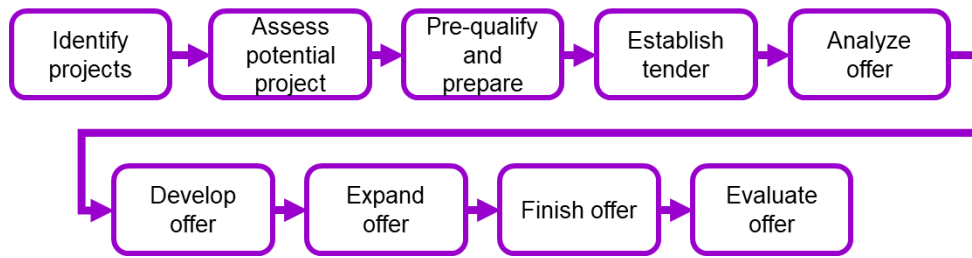 Identify
projects
Assess
potential
project
Pre-qualify
and
prepare
Establish
tender
Analyze
offer
Develop
offer
Expand
offer
Finish offer
Evaluate
offer